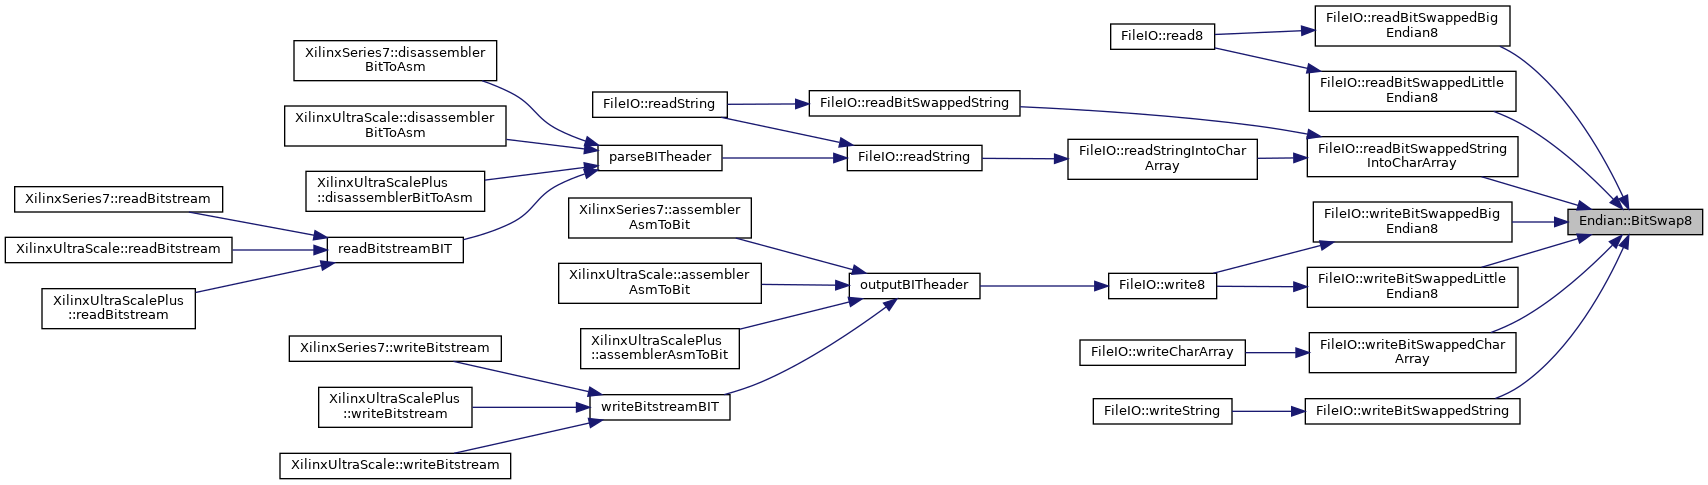 FileIO::readBitSwappedBig
Endian8
FileIO::read8
XilinxSeries7::disassembler
BitToAsm
FileIO::readBitSwappedLittle
Endian8
FileIO::readString
FileIO::readBitSwappedString
XilinxUltraScale::disassembler
BitToAsm
parseBITheader
FileIO::readString
FileIO::readStringIntoChar
Array
FileIO::readBitSwappedString
IntoCharArray
XilinxUltraScalePlus
::disassemblerBitToAsm
XilinxSeries7::readBitstream
XilinxSeries7::assembler
AsmToBit
FileIO::writeBitSwappedBig
Endian8
Endian::BitSwap8
XilinxUltraScale::readBitstream
readBitstreamBIT
XilinxUltraScale::assembler
AsmToBit
outputBITheader
FileIO::write8
FileIO::writeBitSwappedLittle
Endian8
XilinxUltraScalePlus
::readBitstream
XilinxUltraScalePlus
::assemblerAsmToBit
XilinxSeries7::writeBitstream
FileIO::writeCharArray
FileIO::writeBitSwappedChar
Array
XilinxUltraScalePlus
::writeBitstream
writeBitstreamBIT
FileIO::writeString
FileIO::writeBitSwappedString
XilinxUltraScale::writeBitstream